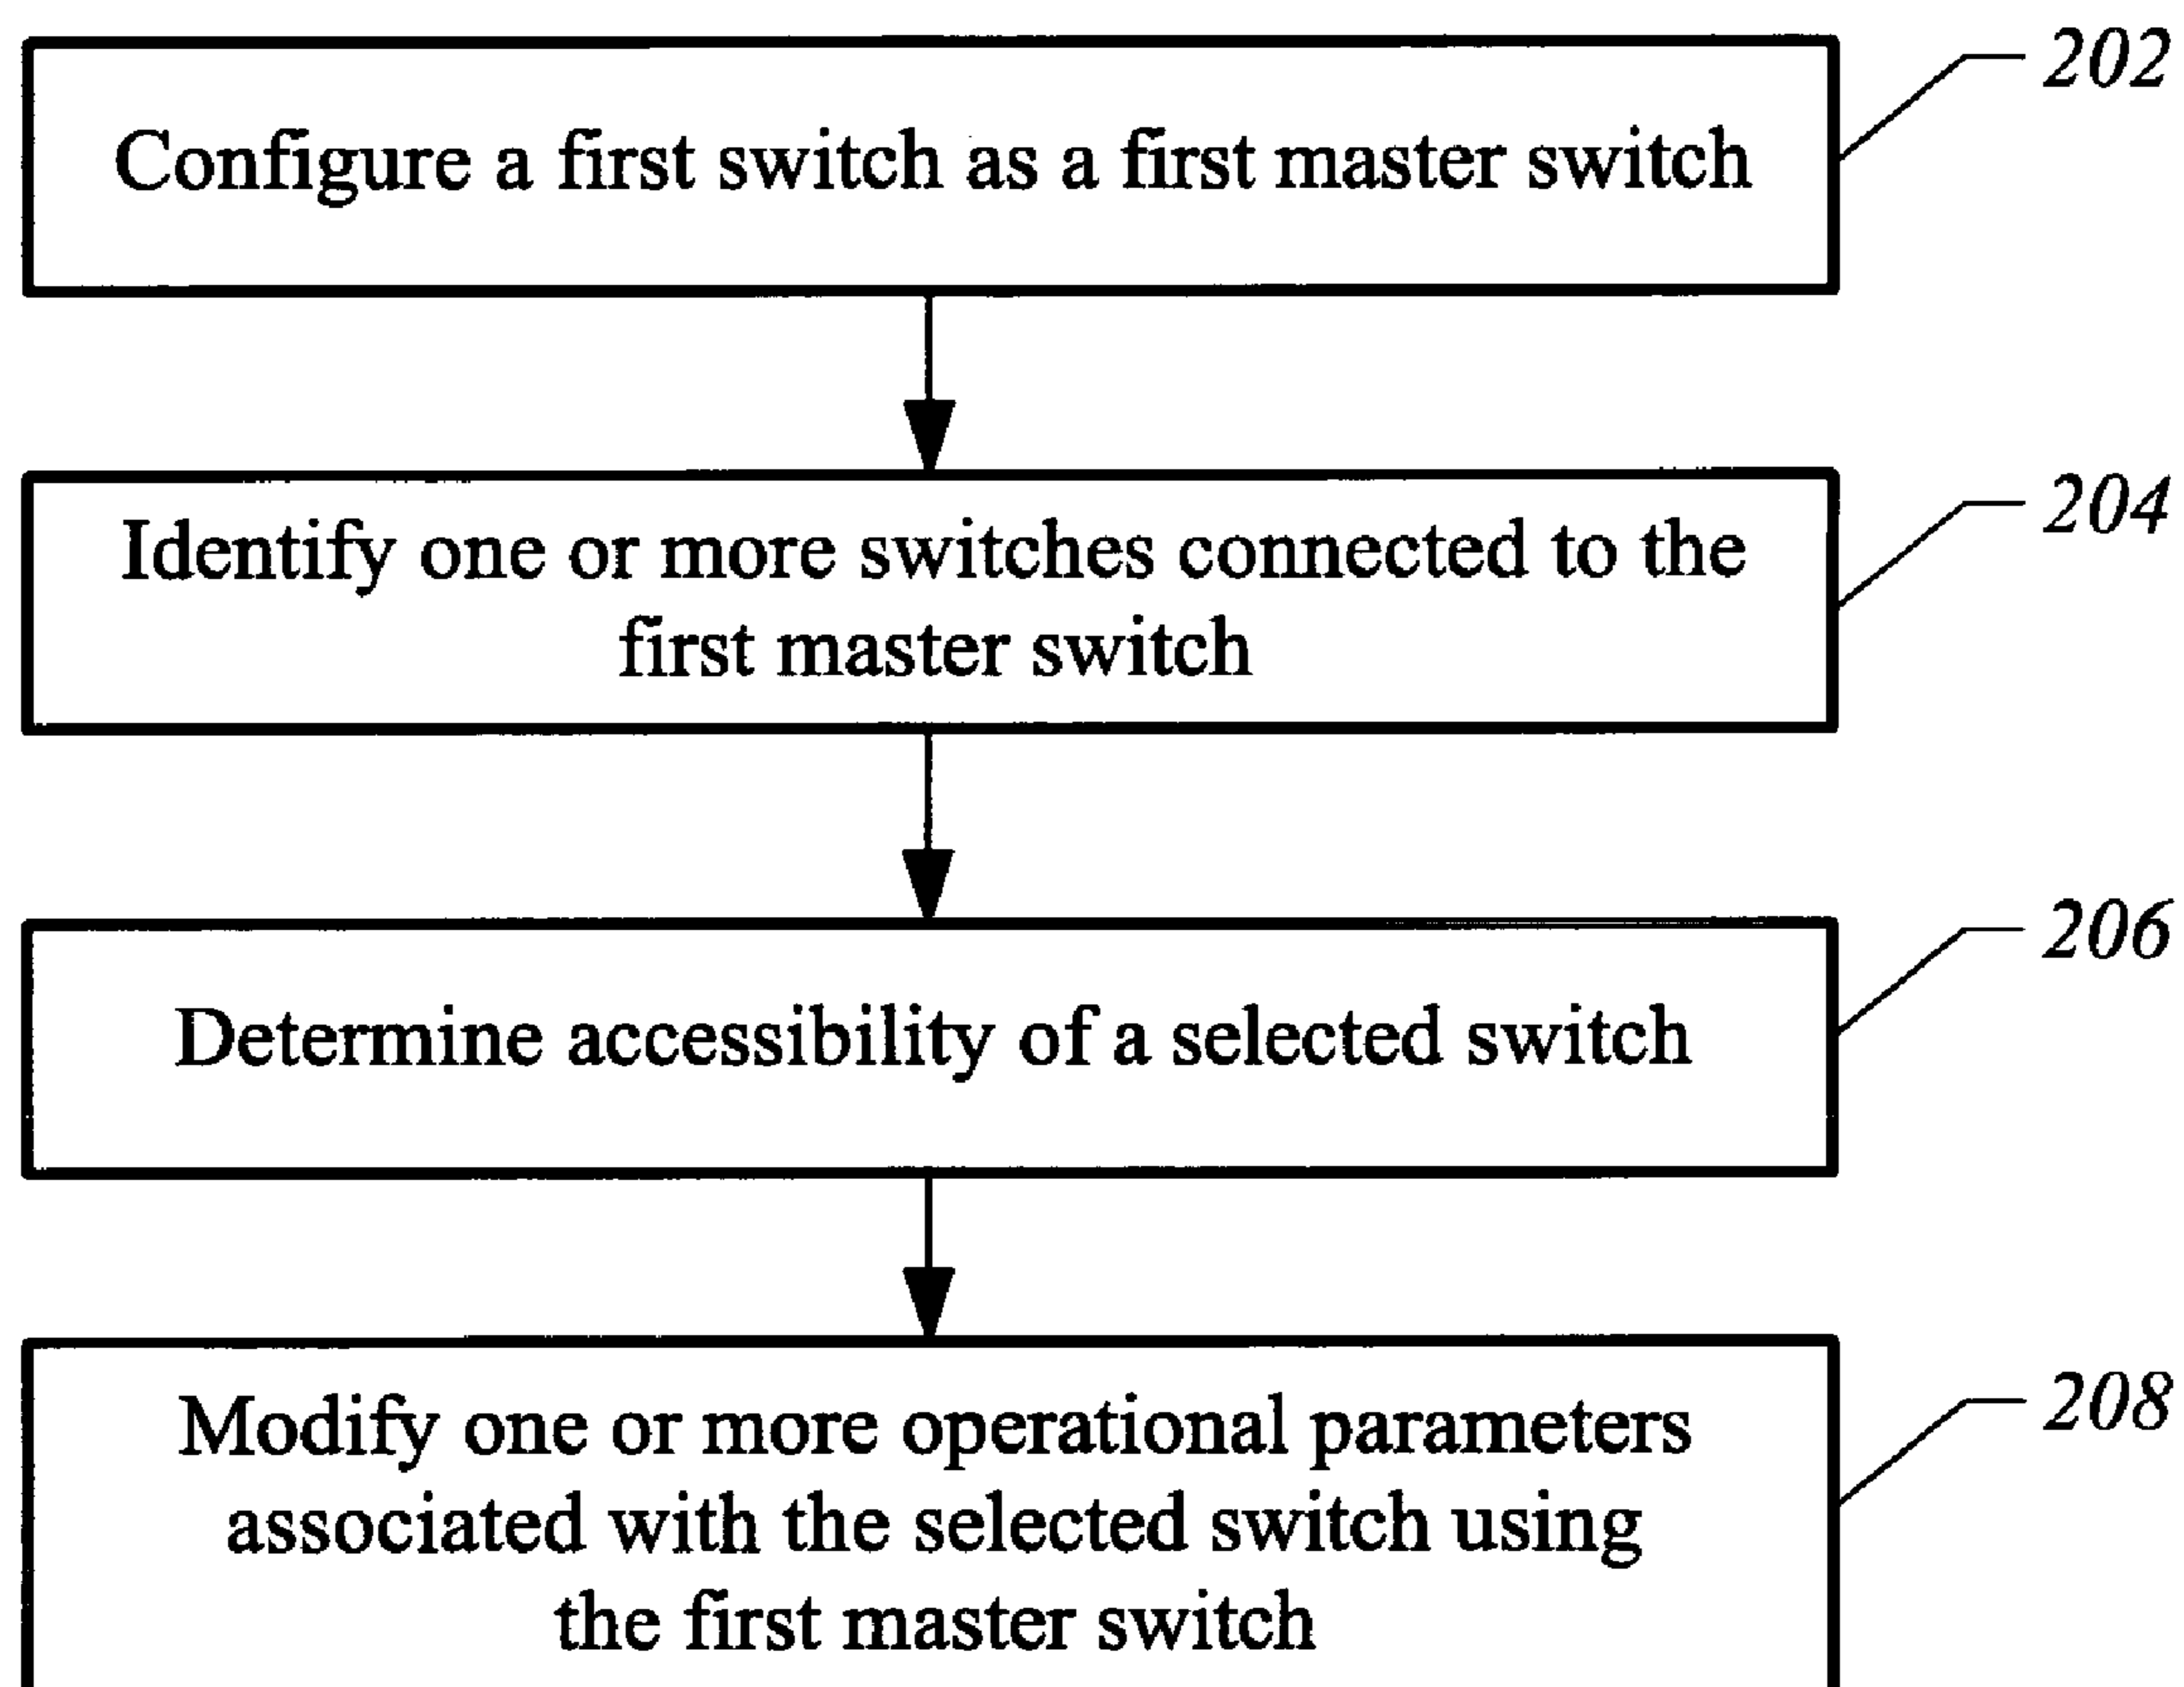 202
Configure a first switch as a first master switch
204
Identify one or more switches connected to the
first master switch
206
Determine accessibility of a selected switch
208
Modify one or more operational parameters
associated with the selected switch using
the first master switch